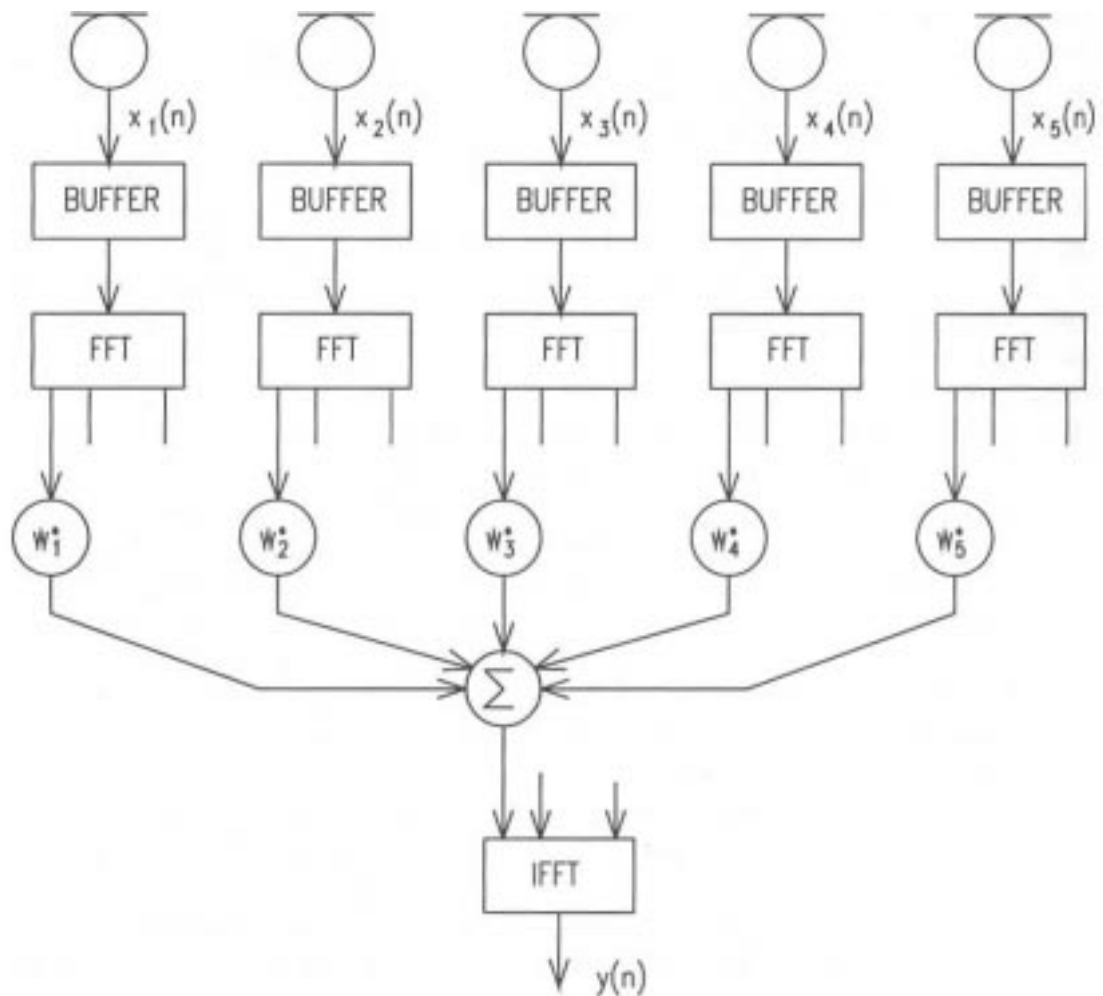 x₁(n) x₂(n) x₃(n) x₄(n) x₅(n)
BUFFER BUFFER BUFFER BUFFER BUFFER
FFT FFT FFT FFT FFT
w₁* w₂* w₃* w₄* w₅*
Σ
IFFT
y(n)